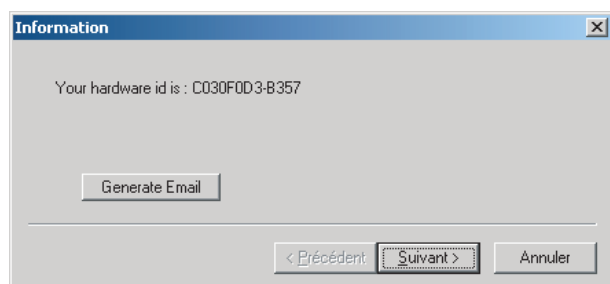 Information
Your hardware id is : C030F0D3-B357
Generate Email
< Précédent Suivant > Annuler